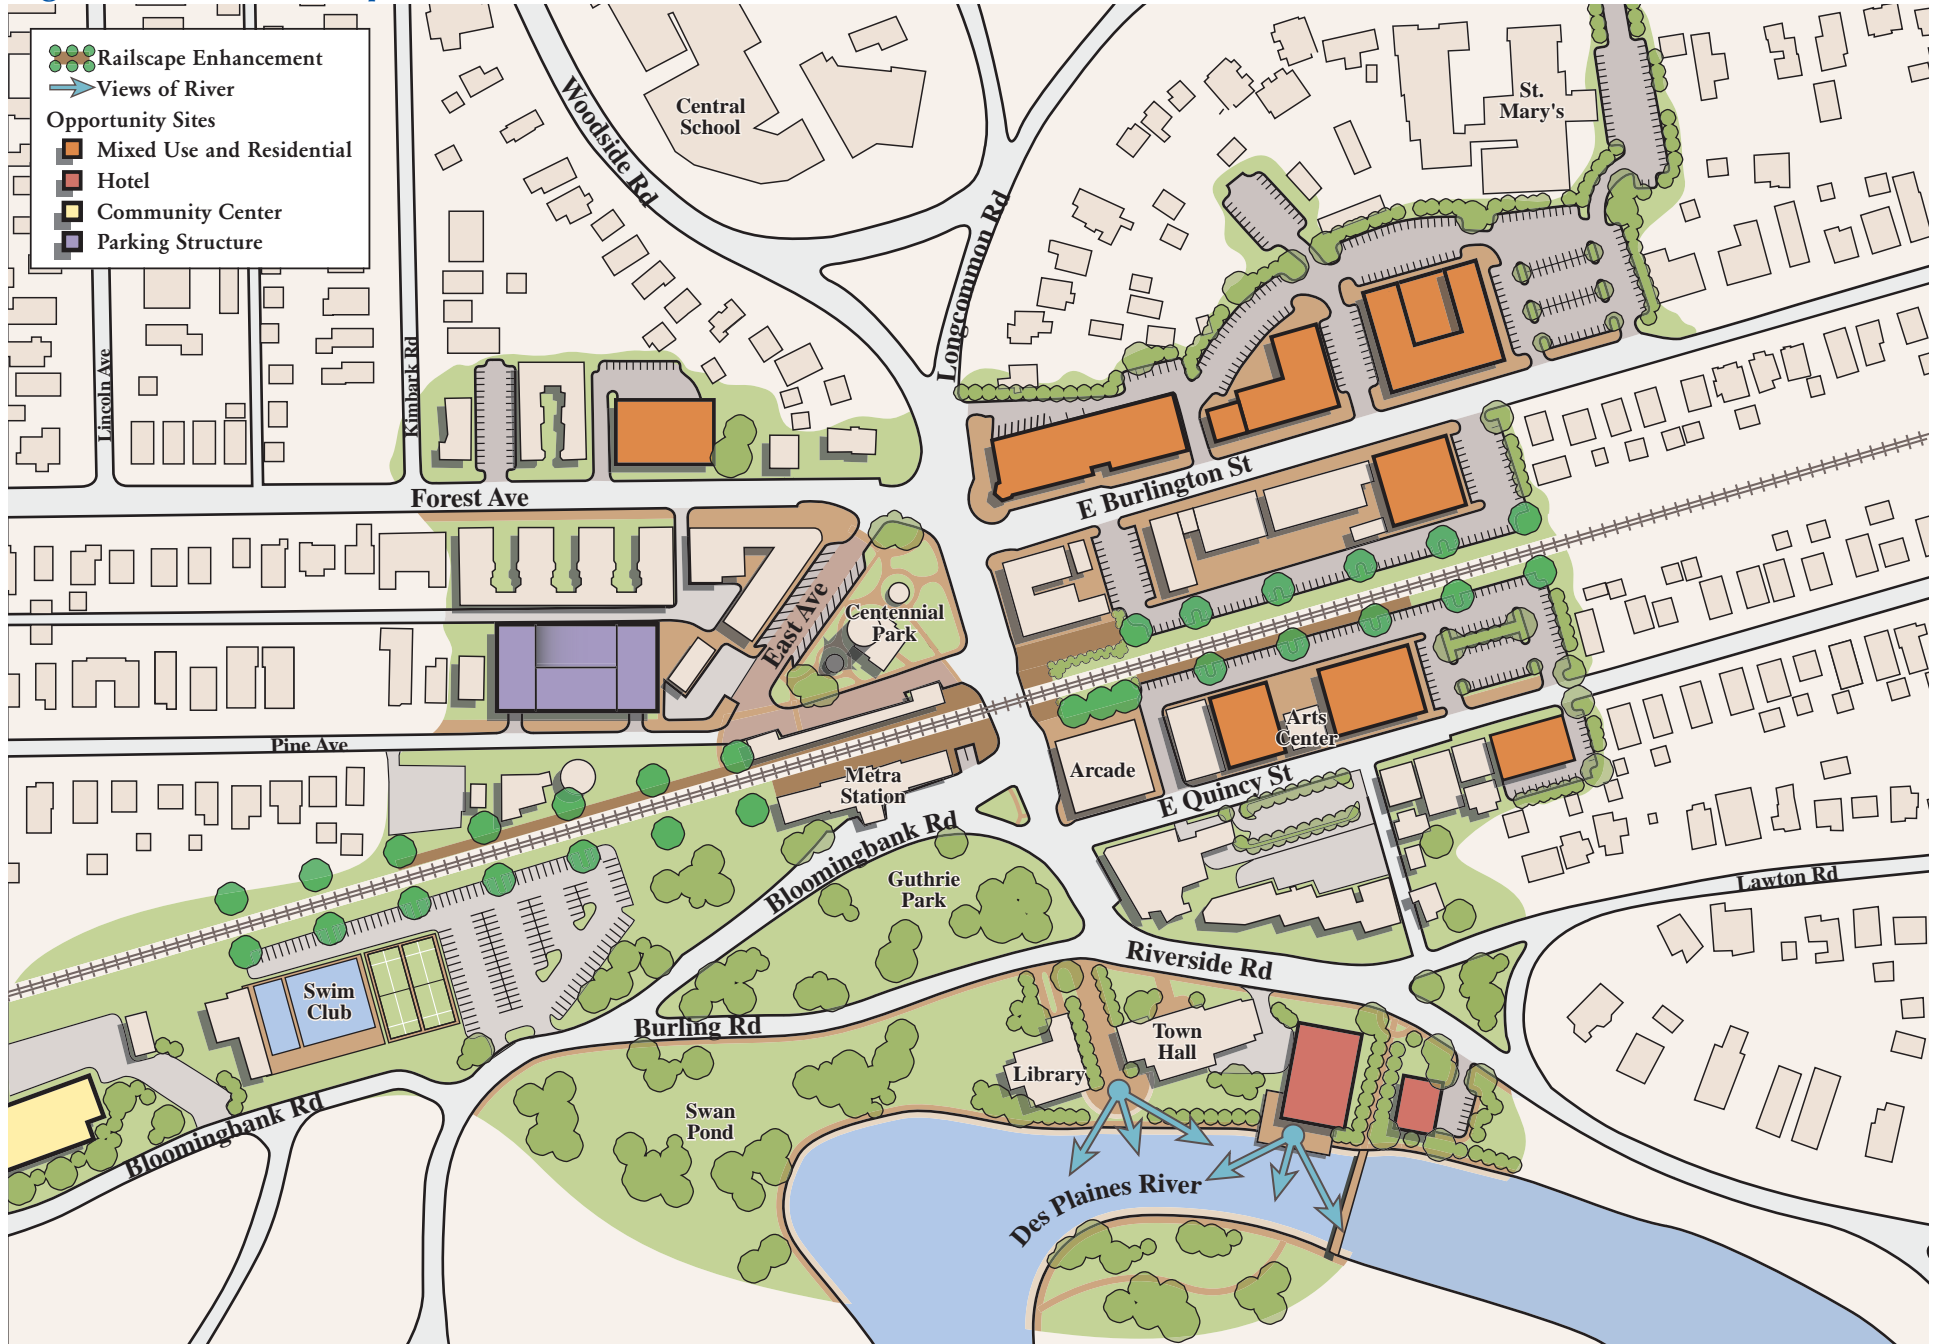 Railscape Enhancement
Views of River
Opportunity Sites
Mixed Use and Residential
Hotel
Community Center
Parking Structure
Woodside Rd
Central
School
St.
Mary's
Longcommon Rd
Lincoln Ave
Kimbark Rd
Forest Ave
E Burlington St
East Ave
Centennial
Park
Pine Ave
Metra
Station
Arcade
Arts
Center
E Quincy St
Bloomingbank Rd
Guthrie
Park
Lawton Rd
Riverside Rd
Swim
Club
Burling Rd
Town
Hall
Library
Swan
Pond
Bloomingbank Rd
Des Plaines River